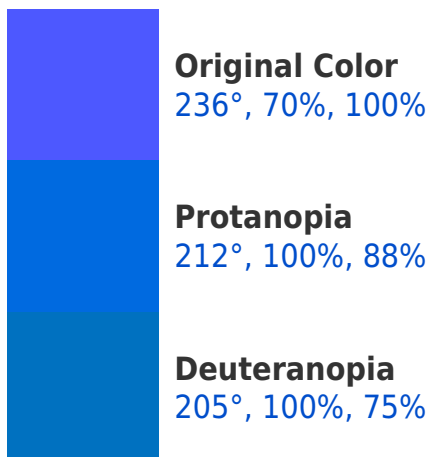 Original Color
236°, 70%, 100%
Protanopia
212°, 100%, 88%
Deuteranopia
205°, 100%, 75%